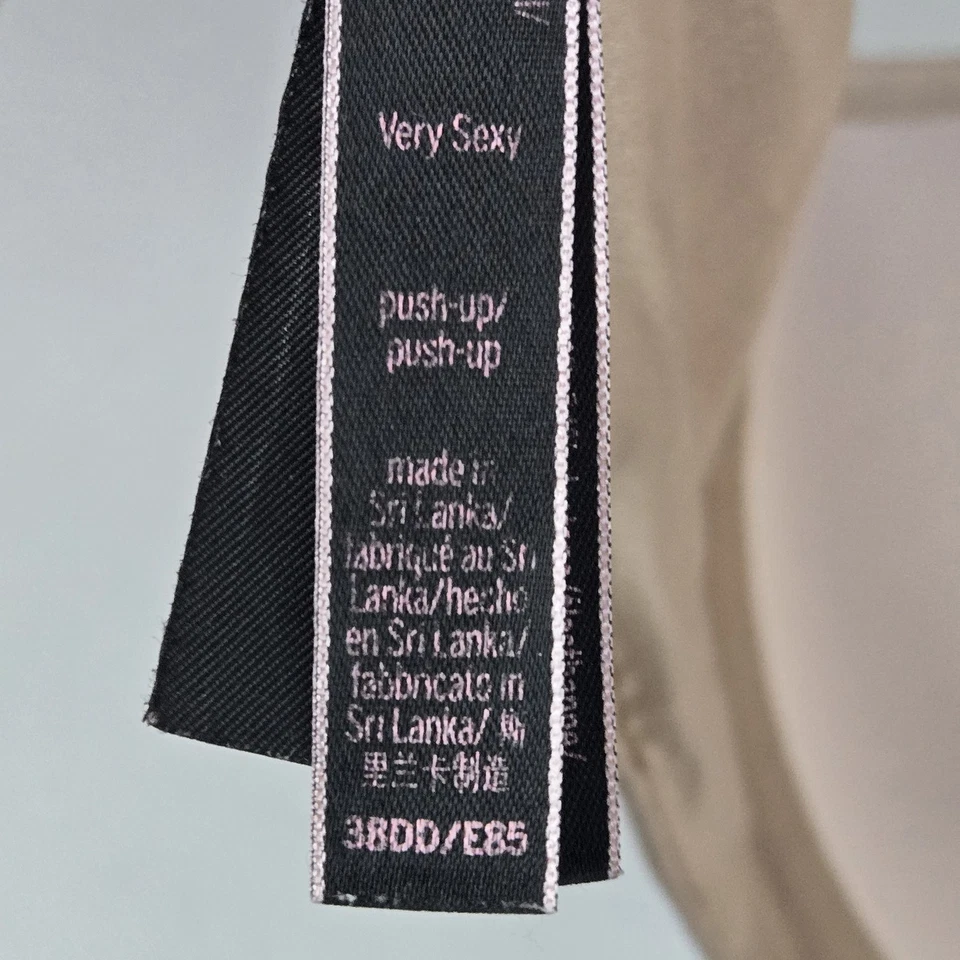 Very Sexy
push-up/
push-up
made in
Sri Lanka/
fabriqué au Sri
Lanka/hecho
en Sri Lanka/
fabbricato in
Sri Lanka/ 斯
里兰卡制造
38DD/E85